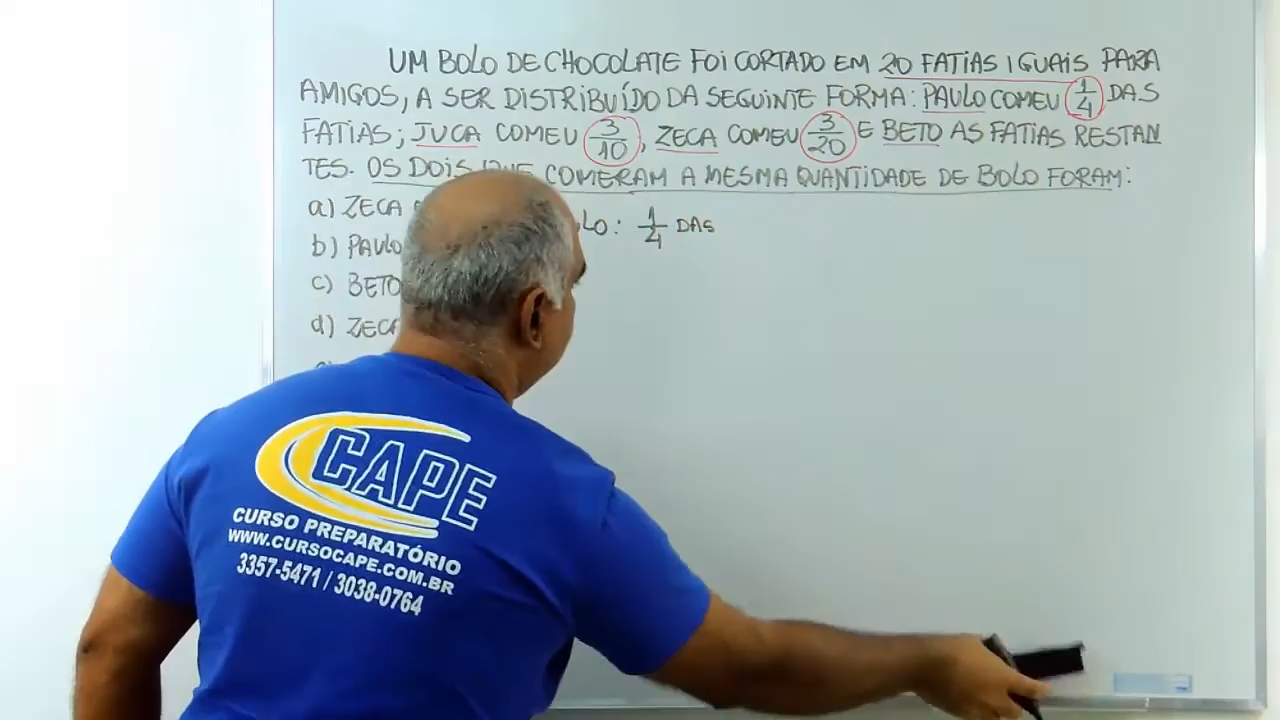 UM BOLO DE CHOCOLATE FOI CORTADO EM 20 FATIAS IGUAIS PARA
AMIGOS, A SER DISTRIBUÍDO DA SEGUINTE FORMA: PAULO COMEU 1/4 DAS
FATIAS; JUCA COMEU 3/10, ZECA COMEU 3/20 E BETO AS FATIAS RESTAN
TES. OS DOIS QUE COMERAM A MESMA QUANTIDADE DE BOLO FORAM:
a) ZECA
LO: 1/4 DAS
b) PAULO
c) BETO
d) ZECA
CAPE
CURSO PREPARATÓRIO
WWW.CURSOCAPE.COM.BR
3357-5471 / 3038-0764